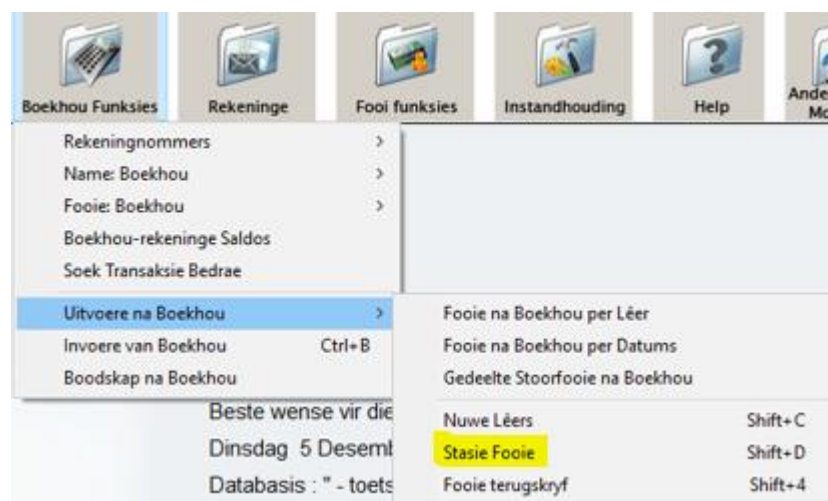 Boekhou Funksies
Rekeninge
Fooi funksies
Instandhouding
Help
Rekeningnommers
Name: Boekhou
Fooie: Boekhou
Boekhou-rekeninge Saldos
Soek Transaksie Bedrae
Uitvoere na Boekhou
Invoere van Boekhou Ctrl+B
Boodskap na Boekhou
Fooie na Boekhou per Lêer
Fooie na Boekhou per Datums
Gedeelte Stoorfooie na Boekhou
Nuwe Lêers Shift+C
Stasie Fooie Shift+D
Fooie terugskryf Shift+4
Beste wense vir die
Dinsdag 5 Desemb
Databasis : " - toets